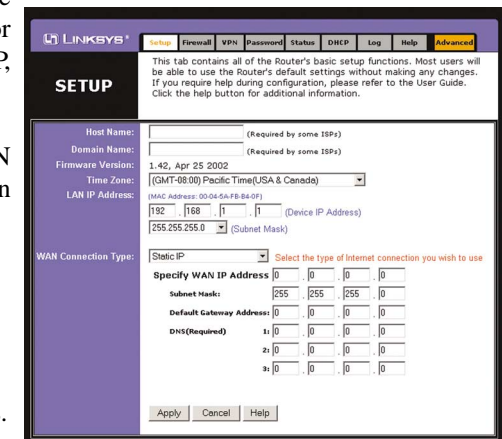 or
P,
N
n
.
LINKSYS®
Setup Firewall VPN Password Status DHCP Log Help Advanced
SETUP
This tab contains all of the Router's basic setup functions. Most users will
be able to use the Router's default settings without making any changes.
If you require help during configuration, please refer to the User Guide.
Click the help button for additional information.
Host Name: (Required by some ISPs)
Domain Name: (Required by some ISPs)
Firmware Version: 1.42, Apr 25 2002
Time Zone: (GMT-08:00) Pacific Time(USA & Canada)
LAN IP Address: (MAC Address: 00-04-5A-FB-B4-0F)
192 . 168 . 1 . 1 (Device IP Address)
255.255.255.0 (Subnet Mask)
WAN Connection Type: Static IP Select the type of Internet connection you wish to use
Specify WAN IP Address 0 . 0 . 0 . 0
Subnet Mask: 255 . 255 . 255 . 0
Default Gateway Address: 0 . 0 . 0 . 0
DNS(Required) 1: 0 . 0 . 0 . 0
2: 0 . 0 . 0 . 0
3: 0 . 0 . 0 . 0
Apply Cancel Help